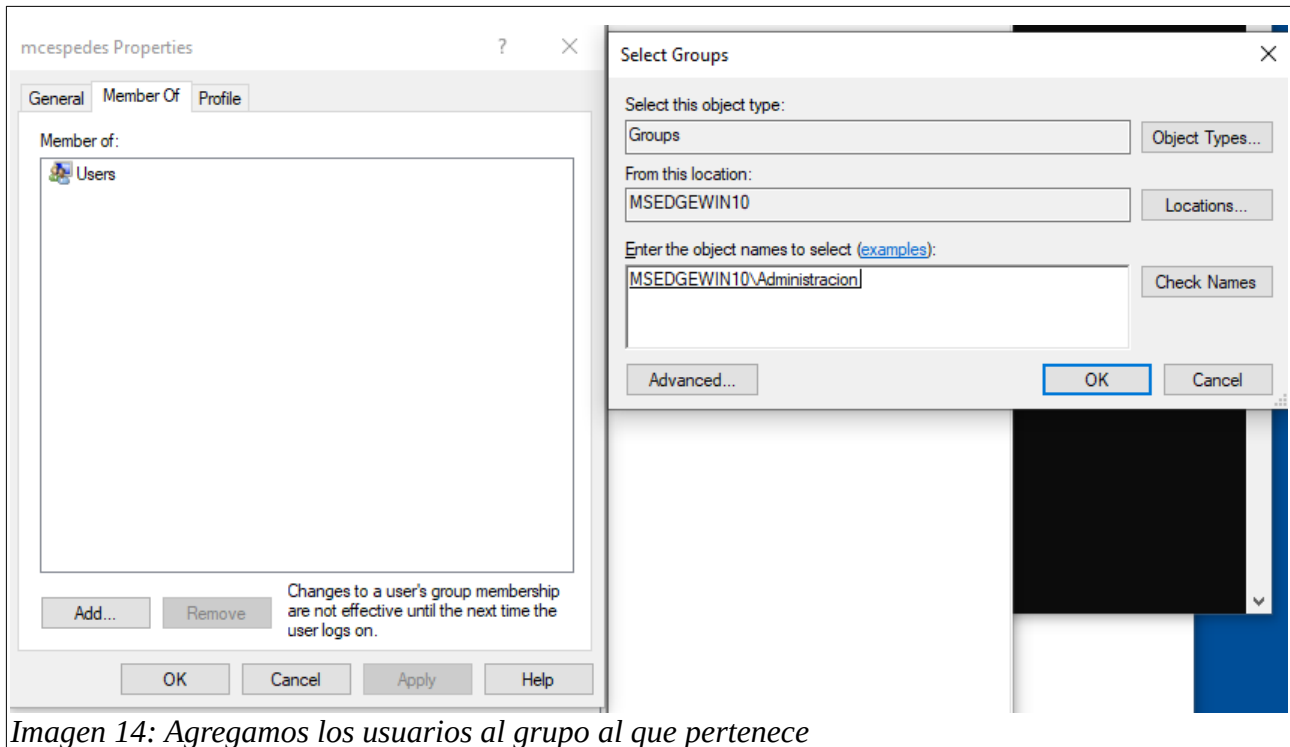 mcespedes Properties
?
General Member Of Profile
Member of:
Users
Add...
Remove
Changes to a user's group membership
are not effective until the next time the
user logs on.
OK
Cancel
Apply
Help
Select Groups
Select this object type:
Groups
Object Types...
From this location:
MSEDGEWIN10
Locations...
Enter the object names to select (examples):
MSEDGEWIN10\Administracion
Check Names
Advanced...
OK
Cancel
Imagen 14: Agregamos los usuarios al grupo al que pertenece